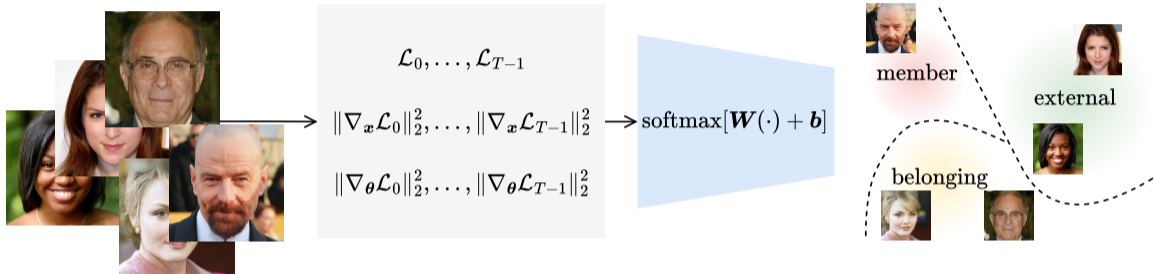 ℒ₀, . . . , ℒ_{T−1}
‖∇ₓℒ₀‖₂², . . . , ‖∇ₓℒ_{T−1}‖₂²
‖∇_θℒ₀‖₂², . . . , ‖∇_θℒ_{T−1}‖₂²
softmax[W(·) + b]
member
external
belonging